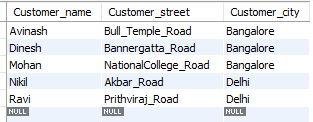 Customer_name Customer_street Customer_city
Avinash Bull_Temple_Road Bangalore
Dinesh Bannergatta_Road Bangalore
Mohan NationalCollege_Road Bangalore
Nikil Akbar_Road Delhi
Ravi Prithviraj_Road Delhi
NULL NULL NULL